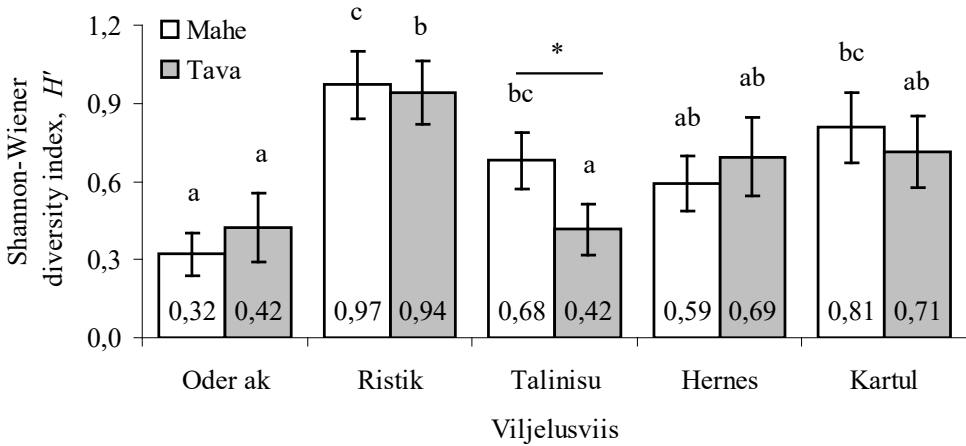 Shannon-Wiener
diversity index, H'
1,2
0,9
0,6
0,3
0,0
Mahe
Tava
a a c b bc * a ab ab bc ab
0,32 0,42 0,97 0,94 0,68 0,42 0,59 0,69 0,81 0,71
Oder ak Ristik Talinisu Hernes Kartul
Viljelusviis